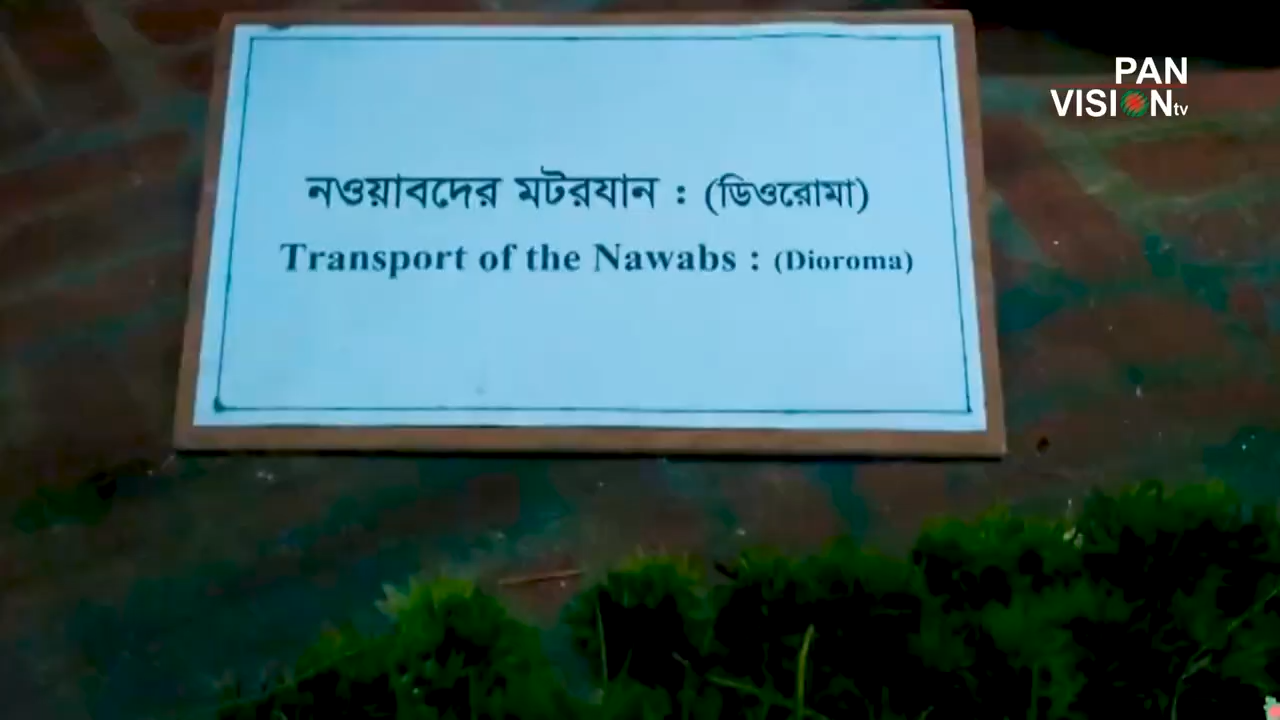 PAN
VISION tv
নওয়াবদের মটরযান : (ডিওরোমা)
Transport of the Nawabs : (Dioroma)